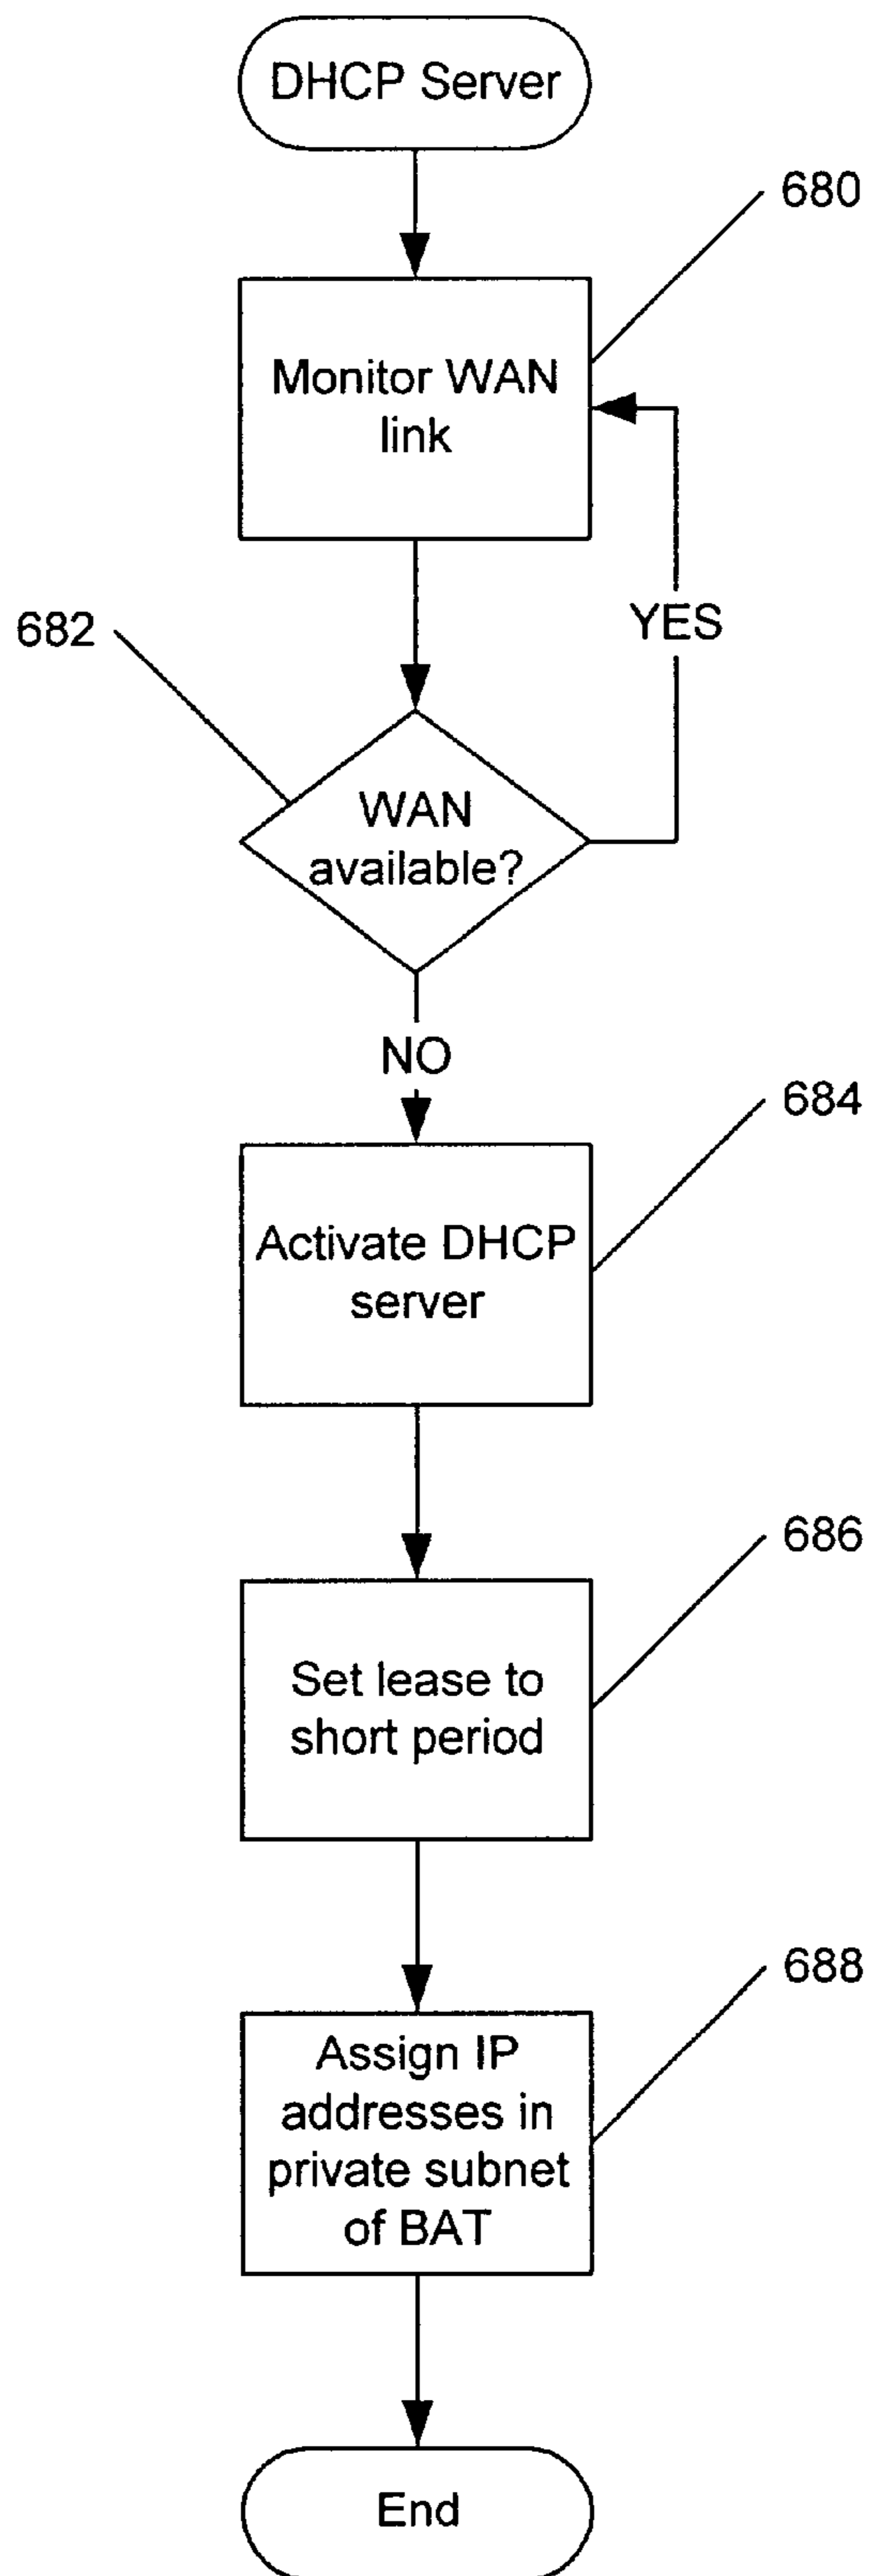 DHCP Server
680
Monitor WAN
link
YES
682
WAN
available?
NO
684
Activate DHCP
server
686
Set lease to
short period
688
Assign IP
addresses in
private subnet
of BAT
End